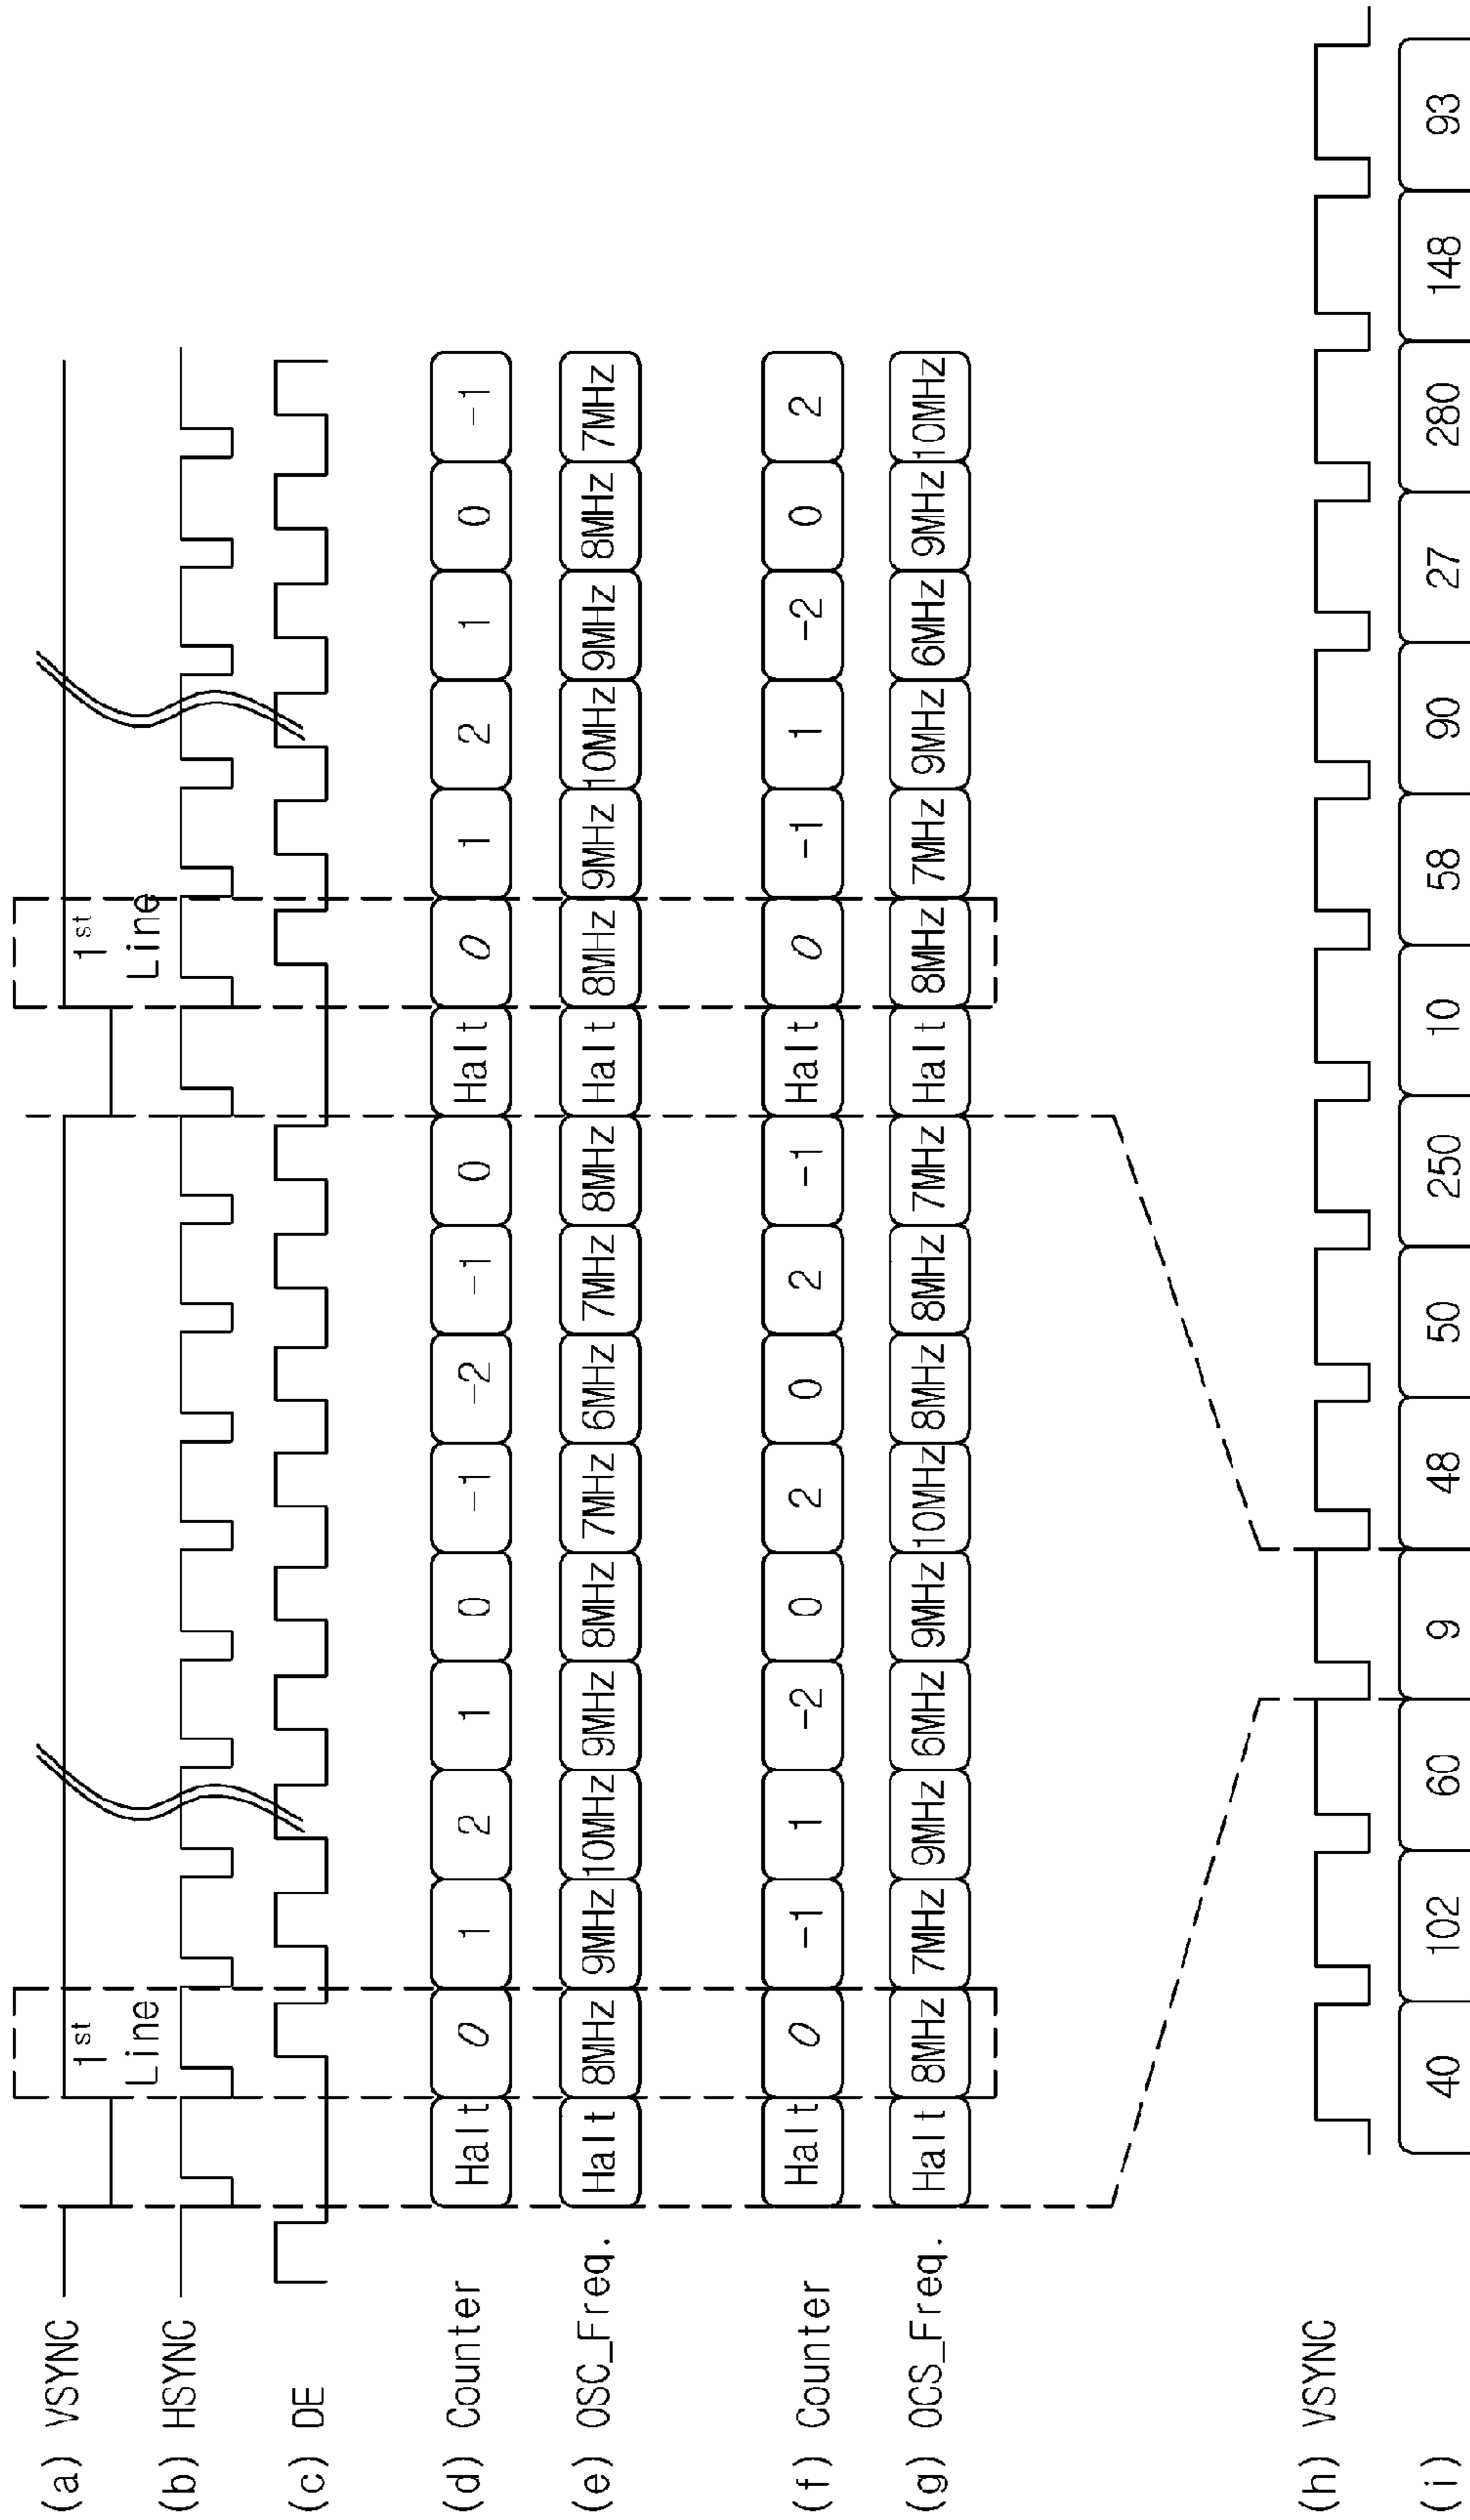 (a) VSYNC 1st Line 1st Line
(b) HSYNC
(c) DE
(d) Counter Halt 0 1 2 1 0 -1 -2 -1 0 Halt 0 1 2 1 0 -1
(e) OSC_Freq. Halt 8MHz 9MHz 10MHz 9MHz 8MHz 7MHz 6MHz 7MHz 8MHz Halt 8MHz 9MHz 10MHz 9MHz 8MHz 7MHz
(f) Counter Halt 0 -1 1 -2 0 2 0 2 -1 Halt 0 -1 1 -2 0 2
(g) OCS_Freq. Halt 8MHz 7MHz 9MHz 6MHz 9MHz 10MHz 8MHz 8MHz 7MHz Halt 8MHz 7MHz 9MHz 6MHz 9MHz 10MHz
(h) VSYNC
(i) 40 102 60 9 48 50 250 10 58 90 27 280 148 93